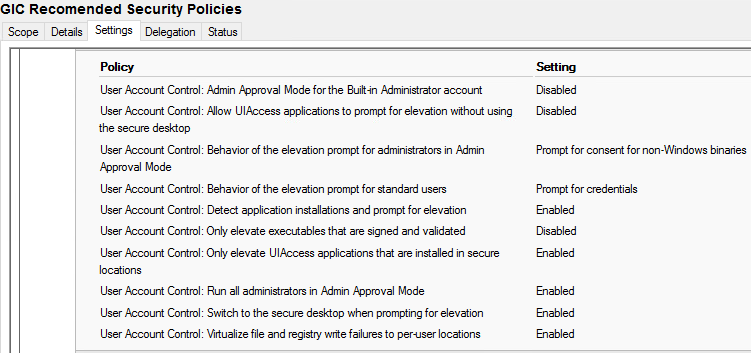 GIC Recomended Security Policies
Scope Details Settings Delegation Status
Policy Setting
User Account Control: Admin Approval Mode for the Built-in Administrator account Disabled
User Account Control: Allow UIAccess applications to prompt for elevation without using Disabled
the secure desktop
User Account Control: Behavior of the elevation prompt for administrators in Admin Prompt for consent for non-Windows binaries
Approval Mode
User Account Control: Behavior of the elevation prompt for standard users Prompt for credentials
User Account Control: Detect application installations and prompt for elevation Enabled
User Account Control: Only elevate executables that are signed and validated Disabled
User Account Control: Only elevate UIAccess applications that are installed in secure Enabled
locations
User Account Control: Run all administrators in Admin Approval Mode Enabled
User Account Control: Switch to the secure desktop when prompting for elevation Enabled
User Account Control: Virtualize file and registry write failures to per-user locations Enabled